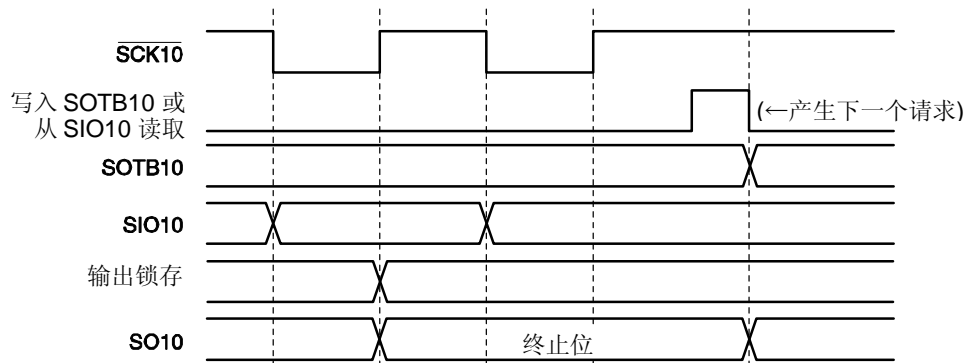 SCK10
写入 SOTB10 或
从 SIO10 读取
(←产生下一个请求)
SOTB10
SIO10
输出锁存
SO10
终止位